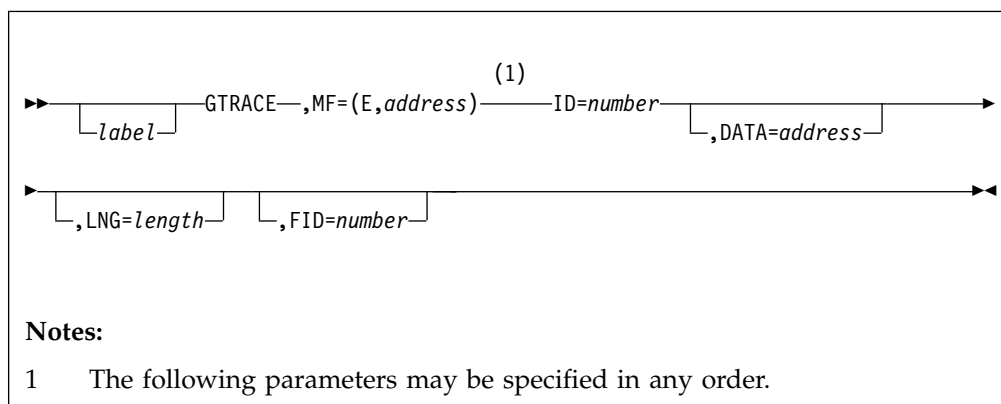 (1)
GTRACE ,MF=(E,address) ID=number
label ,DATA=address
,LNG=length ,FID=number
Notes:
1 The following parameters may be specified in any order.